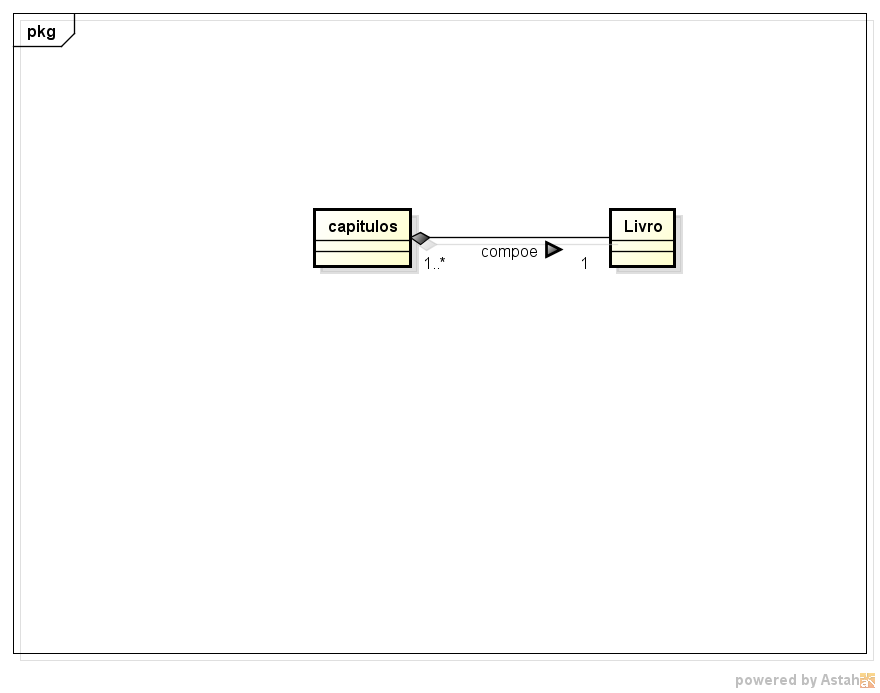 pkg
capitulos
Livro
compoe
1..*
1
powered by Astah